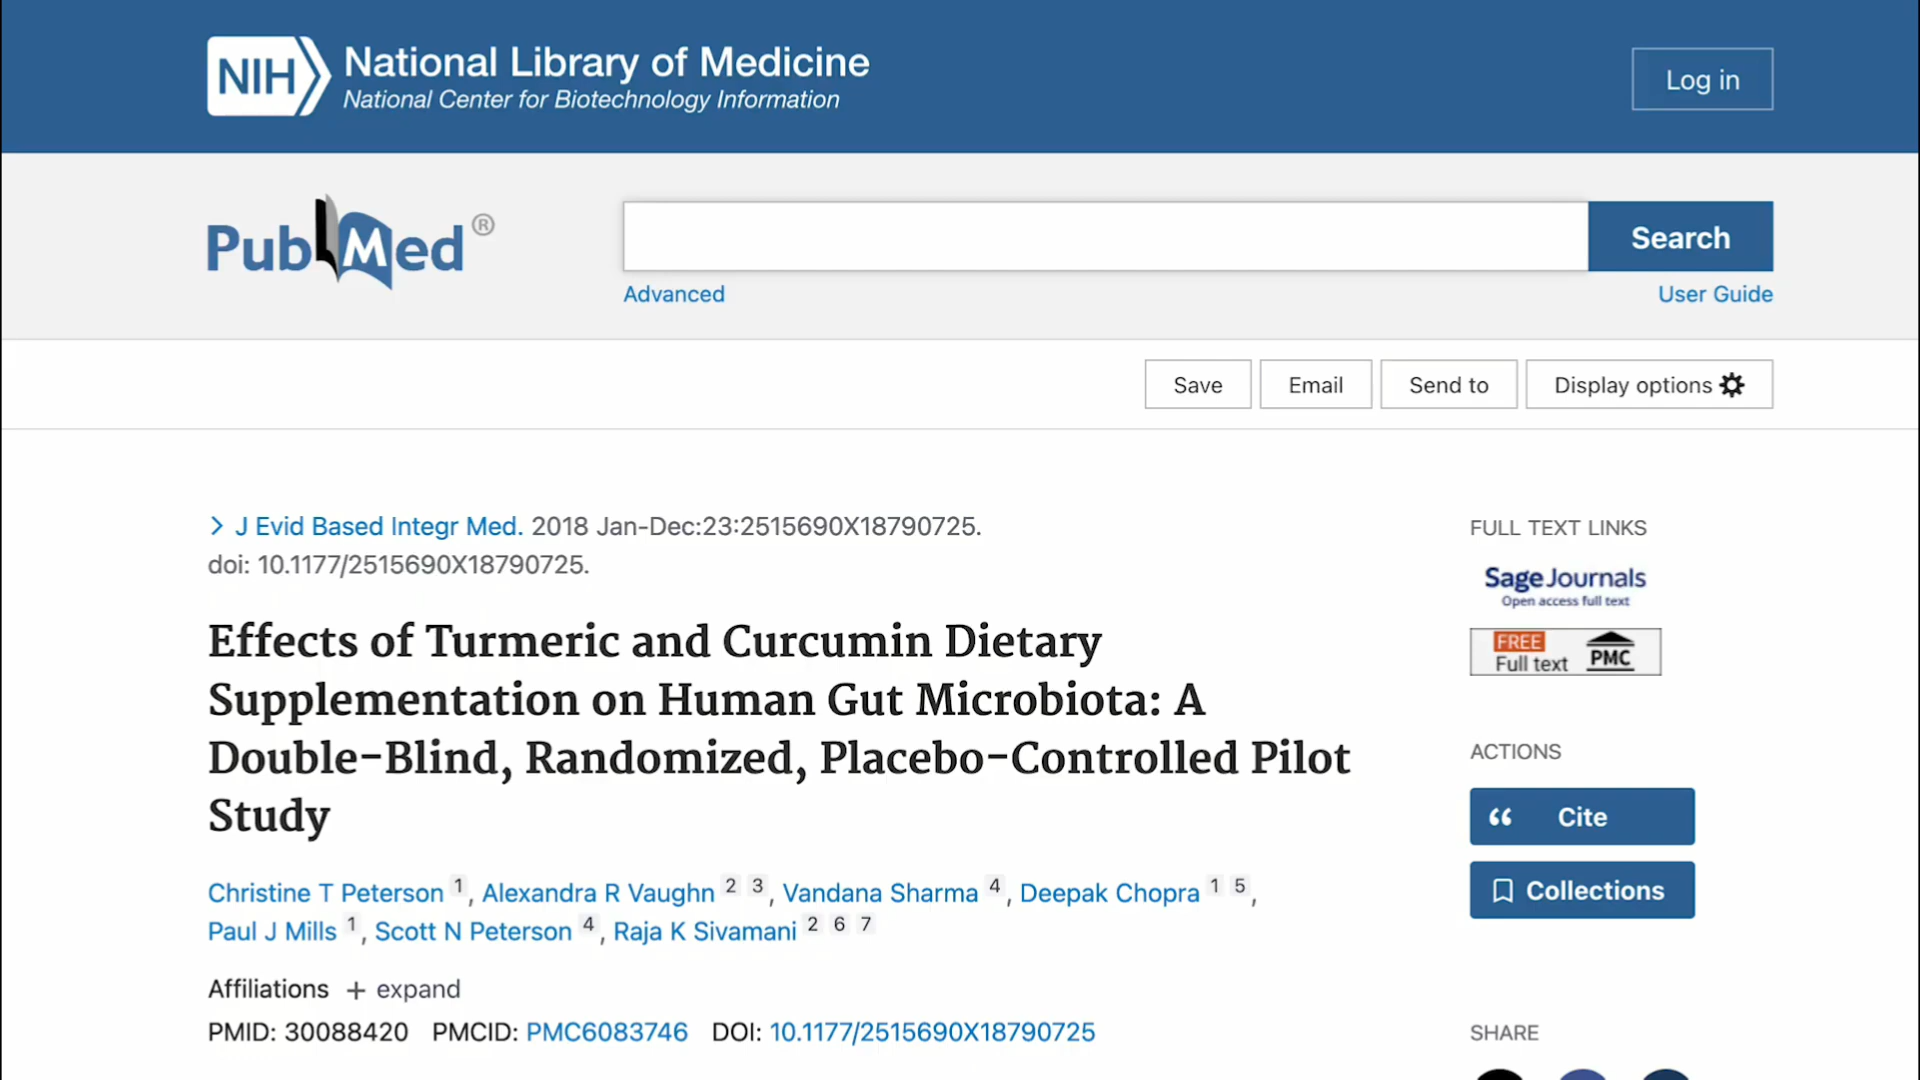 NIH National Library of Medicine
National Center for Biotechnology Information
Log in
PubMed®
Search
Advanced
User Guide
Save
Email
Send to
Display options
J Evid Based Integr Med. 2018 Jan-Dec:23:2515690X18790725.
doi: 10.1177/2515690X18790725.
Effects of Turmeric and Curcumin Dietary
Supplementation on Human Gut Microbiota: A
Double-Blind, Randomized, Placebo-Controlled Pilot
Study
Christine T Peterson 1, Alexandra R Vaughn 2 3, Vandana Sharma 4, Deepak Chopra 1 5,
Paul J Mills 1, Scott N Peterson 4, Raja K Sivamani 2 6 7
Affiliations + expand
PMID: 30088420 PMCID: PMC6083746 DOI: 10.1177/2515690X18790725
FULL TEXT LINKS
Sage Journals
Open access full text
FREE
Full text PMC
ACTIONS
Cite
Collections
SHARE